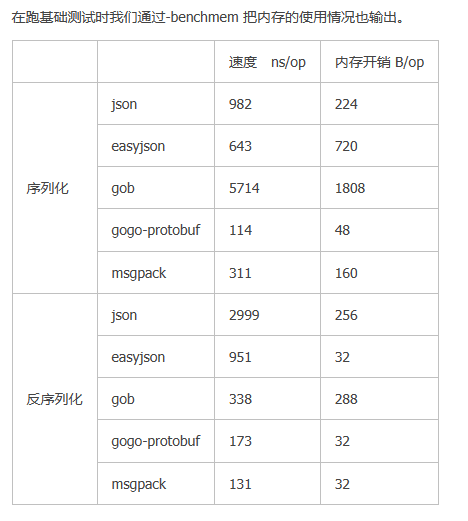 在跑基础测试时我们通过-benchmem 把内存的使用情况也输出。
速度 ns/op 内存开销 B/op
序列化 json 982 224
easyjson 643 720
gob 5714 1808
gogo-protobuf 114 48
msgpack 311 160
反序列化 json 2999 256
easyjson 951 32
gob 338 288
gogo-protobuf 173 32
msgpack 131 32